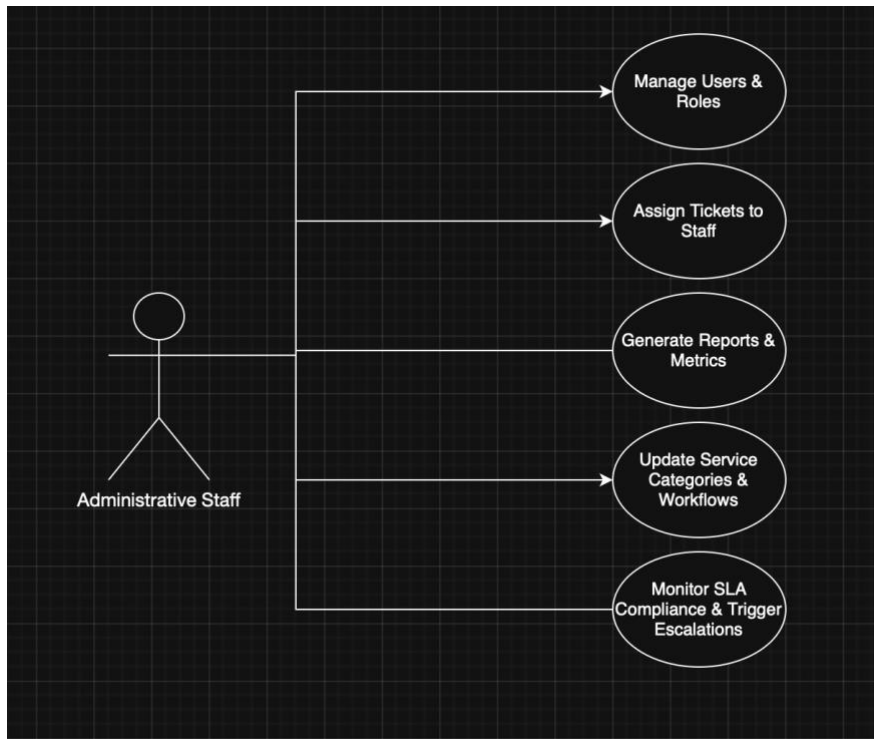 Manage Users &
Roles
Assign Tickets to
Staff
Generate Reports &
Metrics
Update Service
Categories &
Workflows
Administrative Staff
Monitor SLA
Compliance & Trigger
Escalations